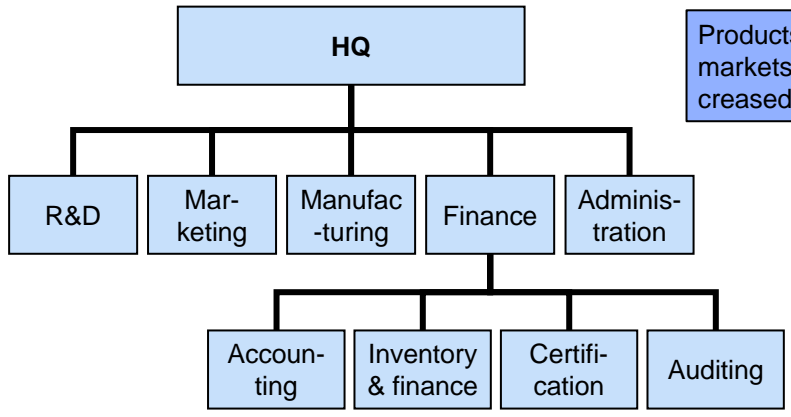 HQ
Products
markets
creased
R&D
Mar-
keting
Manufac
-turing
Finance
Adminis-
tration
Accoun-
ting
Inventory
& finance
Certifi-
cation
Auditing